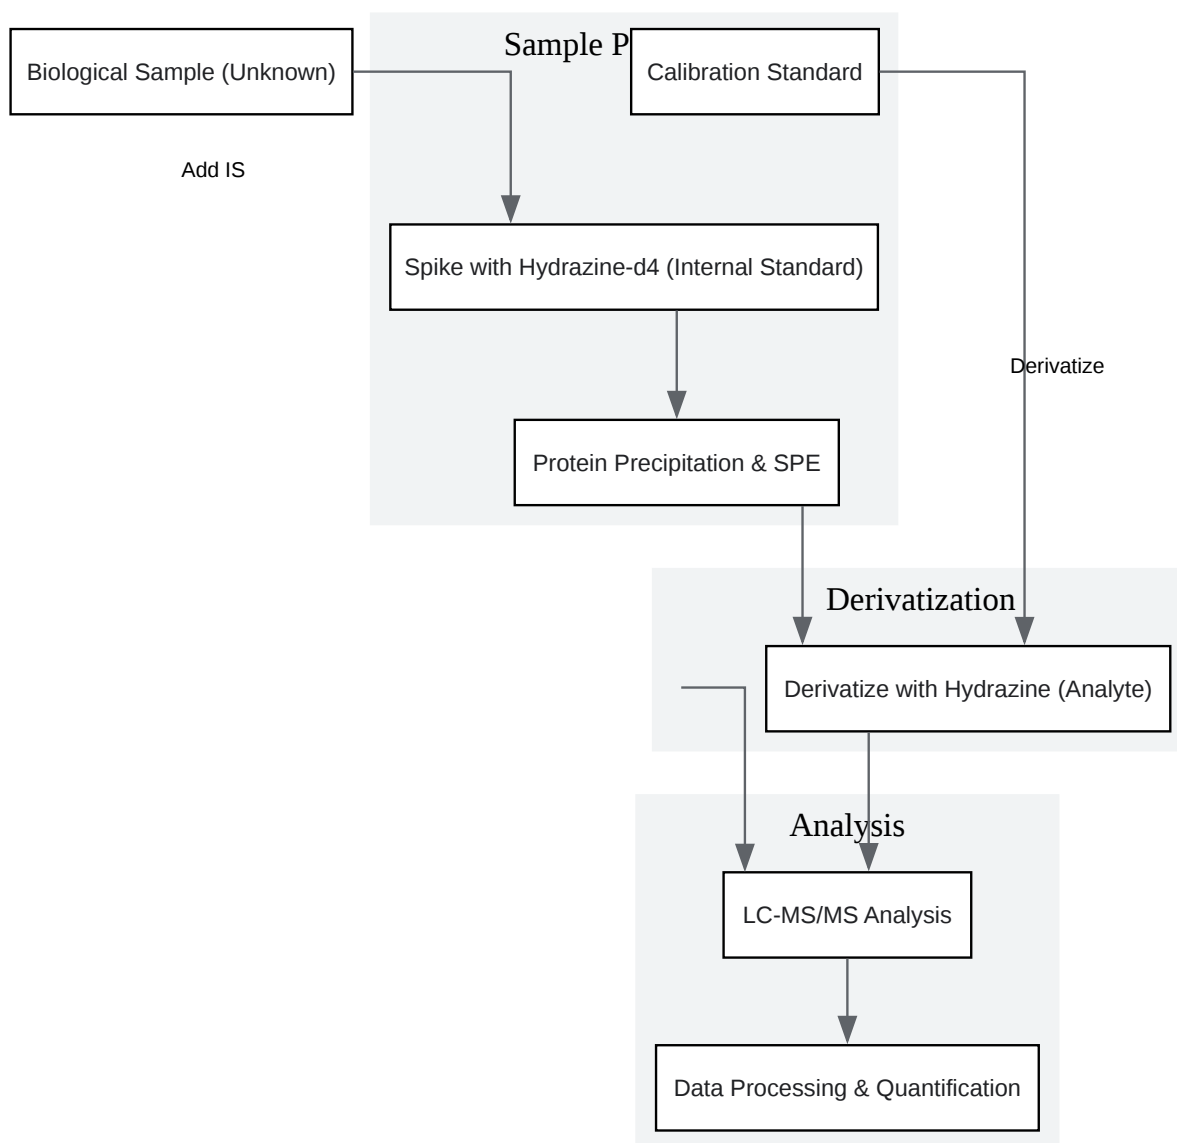 Sample P
Biological Sample (Unknown)
Calibration Standard
Add IS
Spike with Hydrazine-d4 (Internal Standard)
Derivatize
Protein Precipitation & SPE
Derivatization
Derivatize with Hydrazine (Analyte)
Analysis
LC-MS/MS Analysis
Data Processing & Quantification